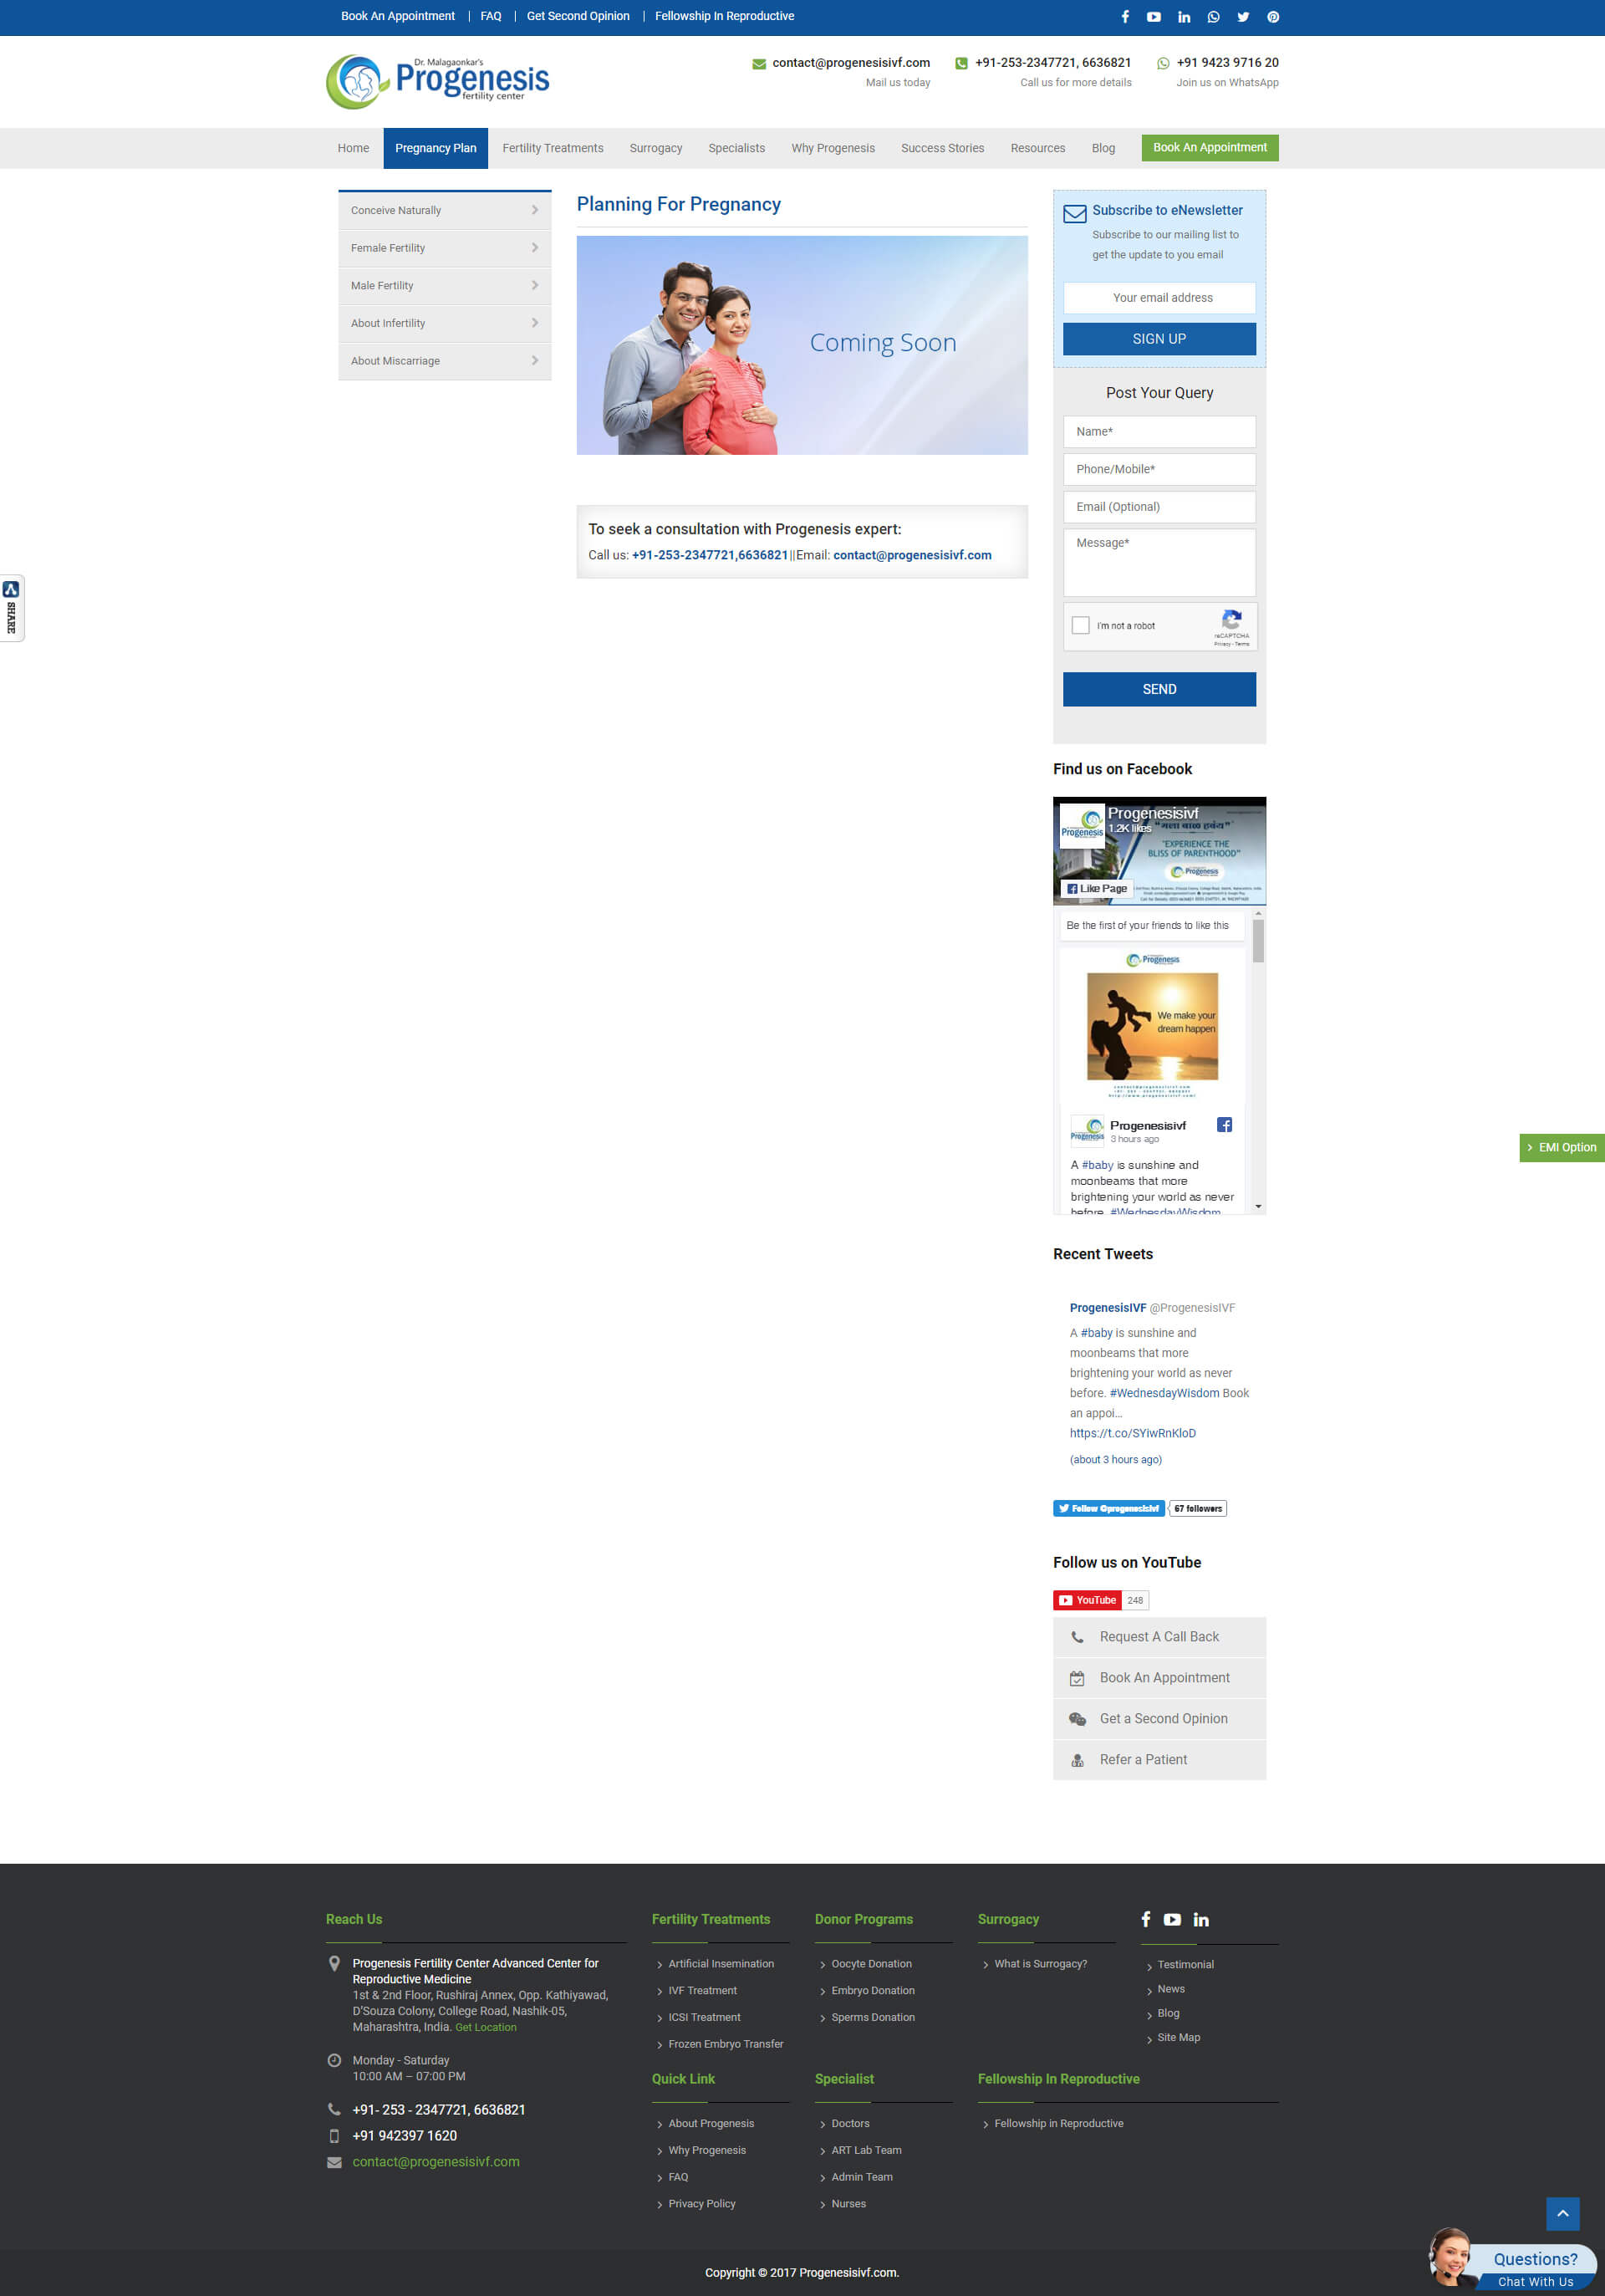 Book An Appointment | FAQ | Get Second Opinion | Fellowship In Reproductive
Dr. Malagaonkar's
Progenesis
fertility center
contact@progenesisivf.com
Mail us today
+91-253-2347721, 6636821
Call us for more details
+91 9423 9716 20
Join us on WhatsApp
Home
Pregnancy Plan
Fertility Treatments
Surrogacy
Specialists
Why Progenesis
Success Stories
Resources
Blog
Book An Appointment
Conceive Naturally
Female Fertility
Male Fertility
About Infertility
About Miscarriage
Planning For Pregnancy
Coming Soon
To seek a consultation with Progenesis expert:
Call us: +91-253-2347721,6636821||Email: contact@progenesisivf.com
SHARE
Subscribe to eNewsletter
Subscribe to our mailing list to
get the update to you email
Your email address
SIGN UP
Post Your Query
Name*
Phone/Mobile*
Email (Optional)
Message*
I'm not a robot
reCAPTCHA
Privacy - Terms
SEND
Find us on Facebook
Progenesisivf
1.2K likes
Progenesis
"मला बाळ हवंय"
"EXPERIENCE THE
BLISS OF PARENTHOOD"
Progenesis
Like Page
Be the first of your friends to like this
Progenesis
We make your
dream happen
Progenesis
Progenesisivf
3 hours ago
A #baby is sunshine and
moonbeams that more
brightening your world as never
before. #WednesdayWisdom
EMI Option
Recent Tweets
ProgenesisIVF @ProgenesisIVF
A #baby is sunshine and
moonbeams that more
brightening your world as never
before. #WednesdayWisdom Book
an appoi…
https://t.co/SYiwRnKloD
(about 3 hours ago)
Follow @progenesisivf
67 followers
Follow us on YouTube
YouTube
248
Request A Call Back
Book An Appointment
Get a Second Opinion
Refer a Patient
Reach Us
Progenesis Fertility Center Advanced Center for
Reproductive Medicine
1st & 2nd Floor, Rushiraj Annex, Opp. Kathiyawad,
D'Souza Colony, College Road, Nashik-05,
Maharashtra, India. Get Location
Monday - Saturday
10:00 AM – 07:00 PM
+91- 253 - 2347721, 6636821
+91 942397 1620
contact@progenesisivf.com
Fertility Treatments
Artificial Insemination
IVF Treatment
ICSI Treatment
Frozen Embryo Transfer
Donor Programs
Oocyte Donation
Embryo Donation
Sperms Donation
Surrogacy
What is Surrogacy?
Testimonial
News
Blog
Site Map
Quick Link
About Progenesis
Why Progenesis
FAQ
Privacy Policy
Specialist
Doctors
ART Lab Team
Admin Team
Nurses
Fellowship In Reproductive
Fellowship in Reproductive
Questions?
Chat With Us
Copyright © 2017 Progenesisivf.com.